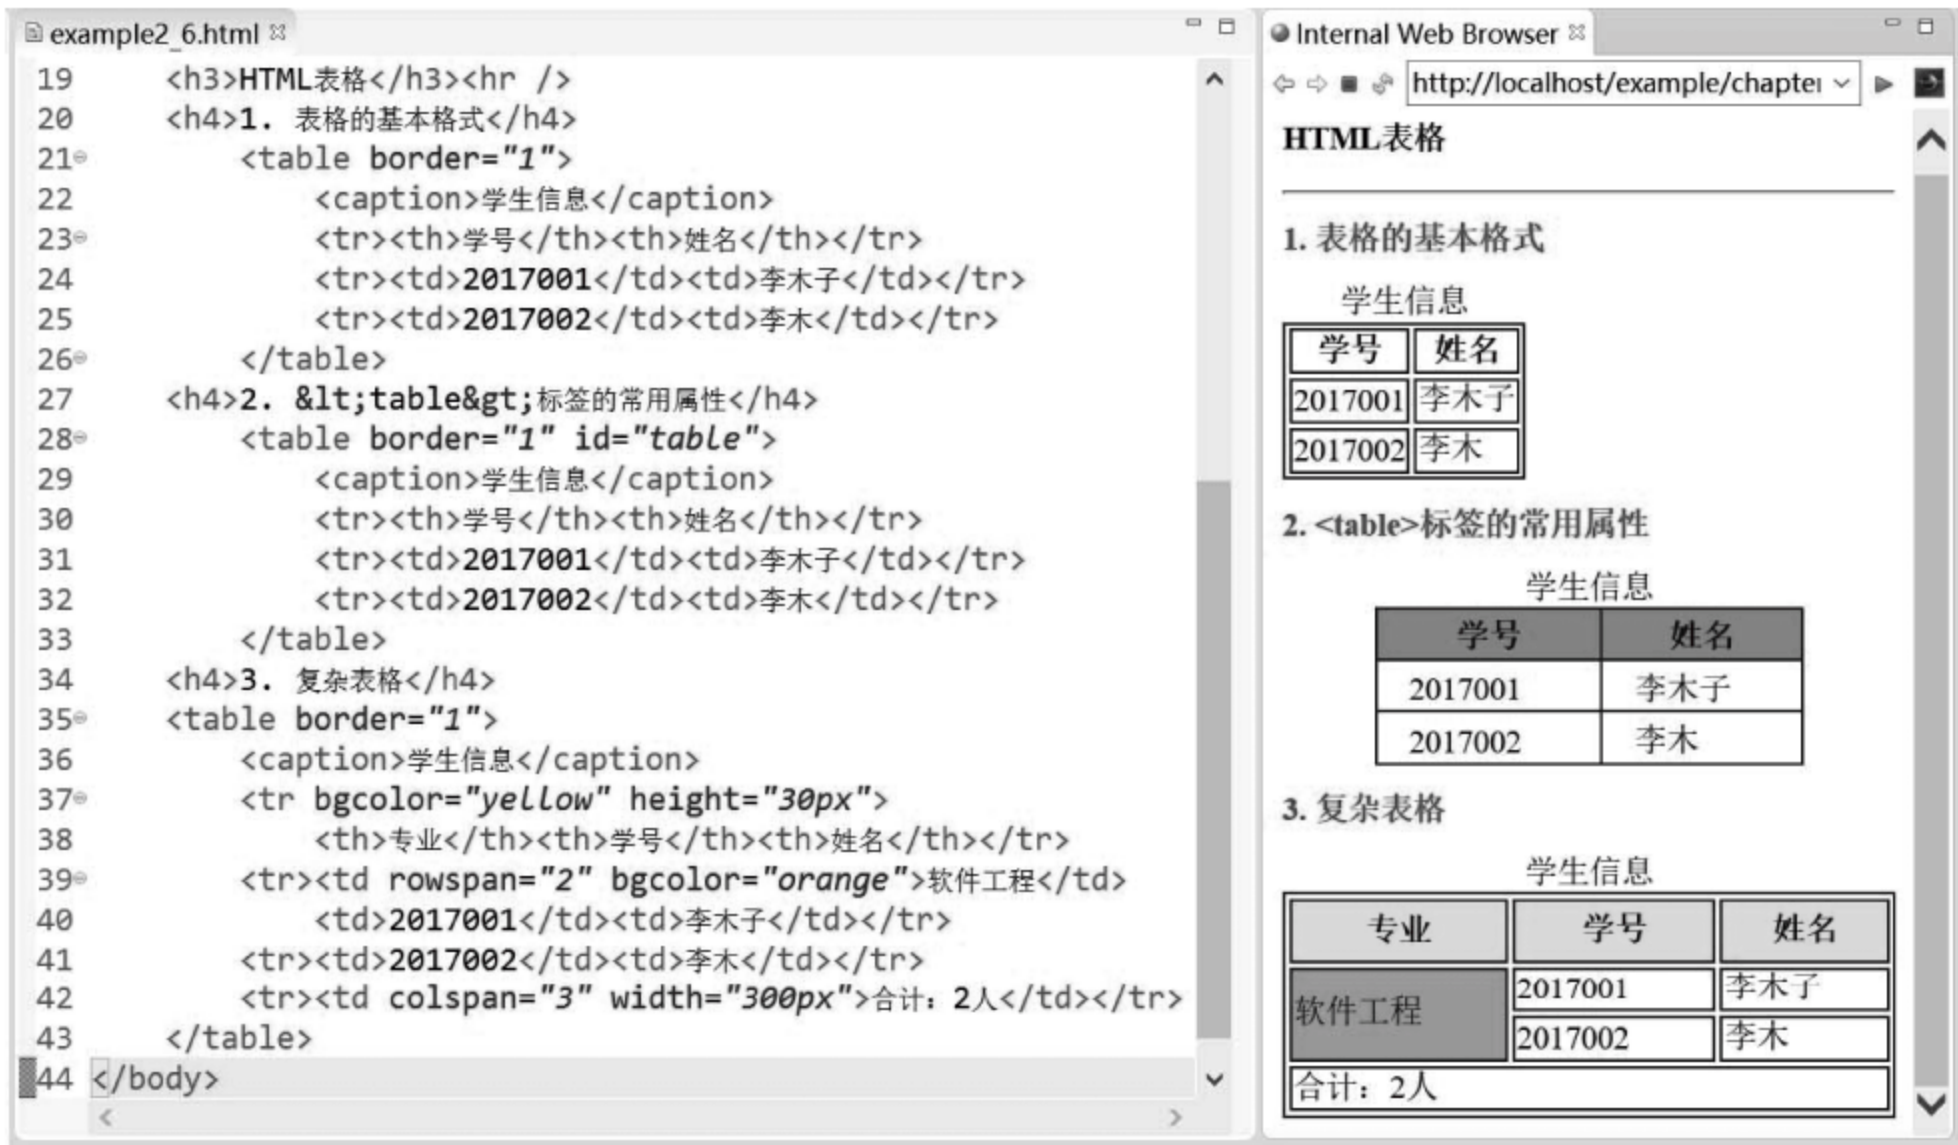 example2_6.html
19 <h3>HTML表格</h3><hr />
20 <h4>1. 表格的基本格式</h4>
21 <table border="1">
22 <caption>学生信息</caption>
23 <tr><th>学号</th><th>姓名</th></tr>
24 <tr><td>2017001</td><td>李木子</td></tr>
25 <tr><td>2017002</td><td>李木</td></tr>
26 </table>
27 <h4>2. &lt;table&gt;标签的常用属性</h4>
28 <table border="1" id="table">
29 <caption>学生信息</caption>
30 <tr><th>学号</th><th>姓名</th></tr>
31 <tr><td>2017001</td><td>李木子</td></tr>
32 <tr><td>2017002</td><td>李木</td></tr>
33 </table>
34 <h4>3. 复杂表格</h4>
35 <table border="1">
36 <caption>学生信息</caption>
37 <tr bgcolor="yellow" height="30px">
38 <th>专业</th><th>学号</th><th>姓名</th></tr>
39 <tr><td rowspan="2" bgcolor="orange">软件工程</td>
40 <td>2017001</td><td>李木子</td></tr>
41 <tr><td>2017002</td><td>李木</td></tr>
42 <tr><td colspan="3" width="300px">合计：2人</td></tr>
43 </table>
44 </body>
Internal Web Browser
http://localhost/example/chapter
HTML表格
1. 表格的基本格式
学生信息
学号 姓名
2017001 李木子
2017002 李木
2. <table>标签的常用属性
学生信息
学号 姓名
2017001 李木子
2017002 李木
3. 复杂表格
学生信息
专业 学号 姓名
软件工程 2017001 李木子
2017002 李木
合计：2人